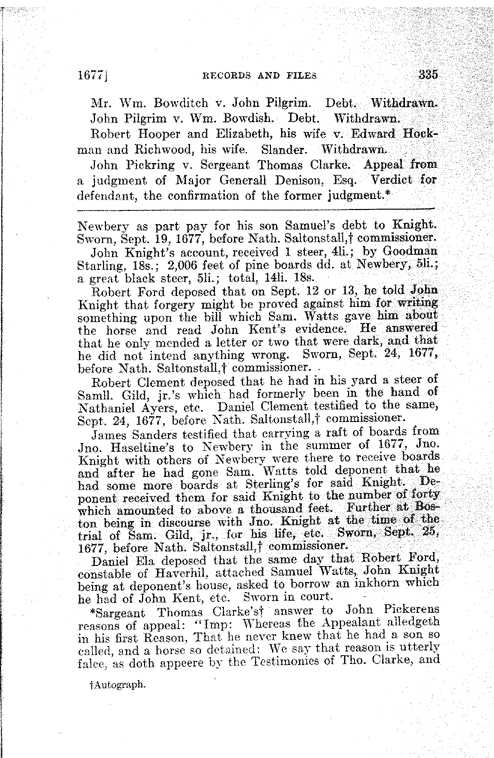 1677] RECORDS AND FILES 335
Mr. Wm. Bowditch v. John Pilgrim. Debt. Withdrawn.
John Pilgrim v. Wm. Bowdish. Debt. Withdrawn.
Robert Hooper and Elizabeth, his wife v. Edward Hock-
man and Richwood, his wife. Slander. Withdrawn.
John Pickring v. Sergeant Thomas Clarke. Appeal from
a judgment of Major Generall Denison, Esq. Verdict for
defendant, the confirmation of the former judgment.*
Newbery as part pay for his son Samuel's debt to Knight.
Sworn, Sept. 19, 1677, before Nath. Saltonstall,† commissioner.
John Knight's account, received 1 steer, 4li.; by Goodman
Starling, 18s.; 2,006 feet of pine boards dd. at Newbery, 5li.;
a great black steer, 5li.; total, 14li. 18s.
Robert Ford deposed that on Sept. 12 or 13, he told John
Knight that forgery might be proved against him for writing
something upon the bill which Sam. Watts gave him about
the horse and read John Kent's evidence. He answered
that he only mended a letter or two that were dark, and that
he did not intend anything wrong. Sworn, Sept. 24, 1677,
before Nath. Saltonstall,† commissioner.
Robert Clement deposed that he had in his yard a steer of
Samll. Gild, jr.'s which had formerly been in the hand of
Nathaniel Ayers, etc. Daniel Clement testified to the same,
Sept. 24, 1677, before Nath. Saltonstall,† commissioner.
James Sanders testified that carrying a raft of boards from
Jno. Haseltine's to Newbery in the summer of 1677, Jno.
Knight with others of Newbery were there to receive boards
and after he had gone Sam. Watts told deponent that he
had some more boards at Sterling's for said Knight. De-
ponent received them for said Knight to the number of forty
which amounted to above a thousand feet. Further at Bos-
ton being in discourse with Jno. Knight at the time of the
trial of Sam. Gild, jr., for his life, etc. Sworn, Sept. 25,
1677, before Nath. Saltonstall,† commissioner.
Daniel Ela deposed that the same day that Robert Ford,
constable of Haverhil, attached Samuel Watts, John Knight
being at deponent's house, asked to borrow an inkhorn which
he had of John Kent, etc. Sworn in court.
*Sargeant Thomas Clarke's† answer to John Pickerens
reasons of appeal: "Imp: Whereas the Appealant alledgeth
in his first Reason, That he never knew that he had a son so
called, and a horse so detained: We say that reason is utterly
falce, as doth appeere by the Testimonies of Tho. Clarke, and
†Autograph.